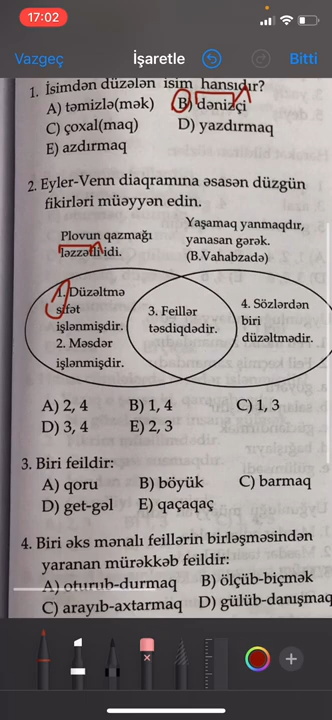 17:02
Vazgeç İşaretle Bitti
1. İsimdən düzələn isim hansıdır?
A) təmizlə(mək) B) dənizçi
C) çoxal(maq) D) yazdırmaq
E) azdırmaq
2. Eyler-Venn diaqramına əsasən düzgün
fikirləri müəyyən edin.
Plovun qazmağı
ləzzətli idi.
Yaşamaq yanmaqdır,
yanasan gərək.
(B.Vahabzadə)
1. Düzəltmə
sifət
işlənmişdir.
2. Məsdər
işlənmişdir.
3. Feillər
təsdiqdədir.
4. Sözlərdən
biri
düzəltmədir.
A) 2, 4 B) 1, 4 C) 1, 3
D) 3, 4 E) 2, 3
3. Biri feildir:
A) qoru B) böyük C) barmaq
D) get-gəl E) qaçaqaç
4. Biri əks mənalı feillərin birləşməsindən
yaranan mürəkkəb feildir:
A) oturub-durmaq B) ölçüb-biçmək
C) arayıb-axtarmaq D) gülüb-danışmaq